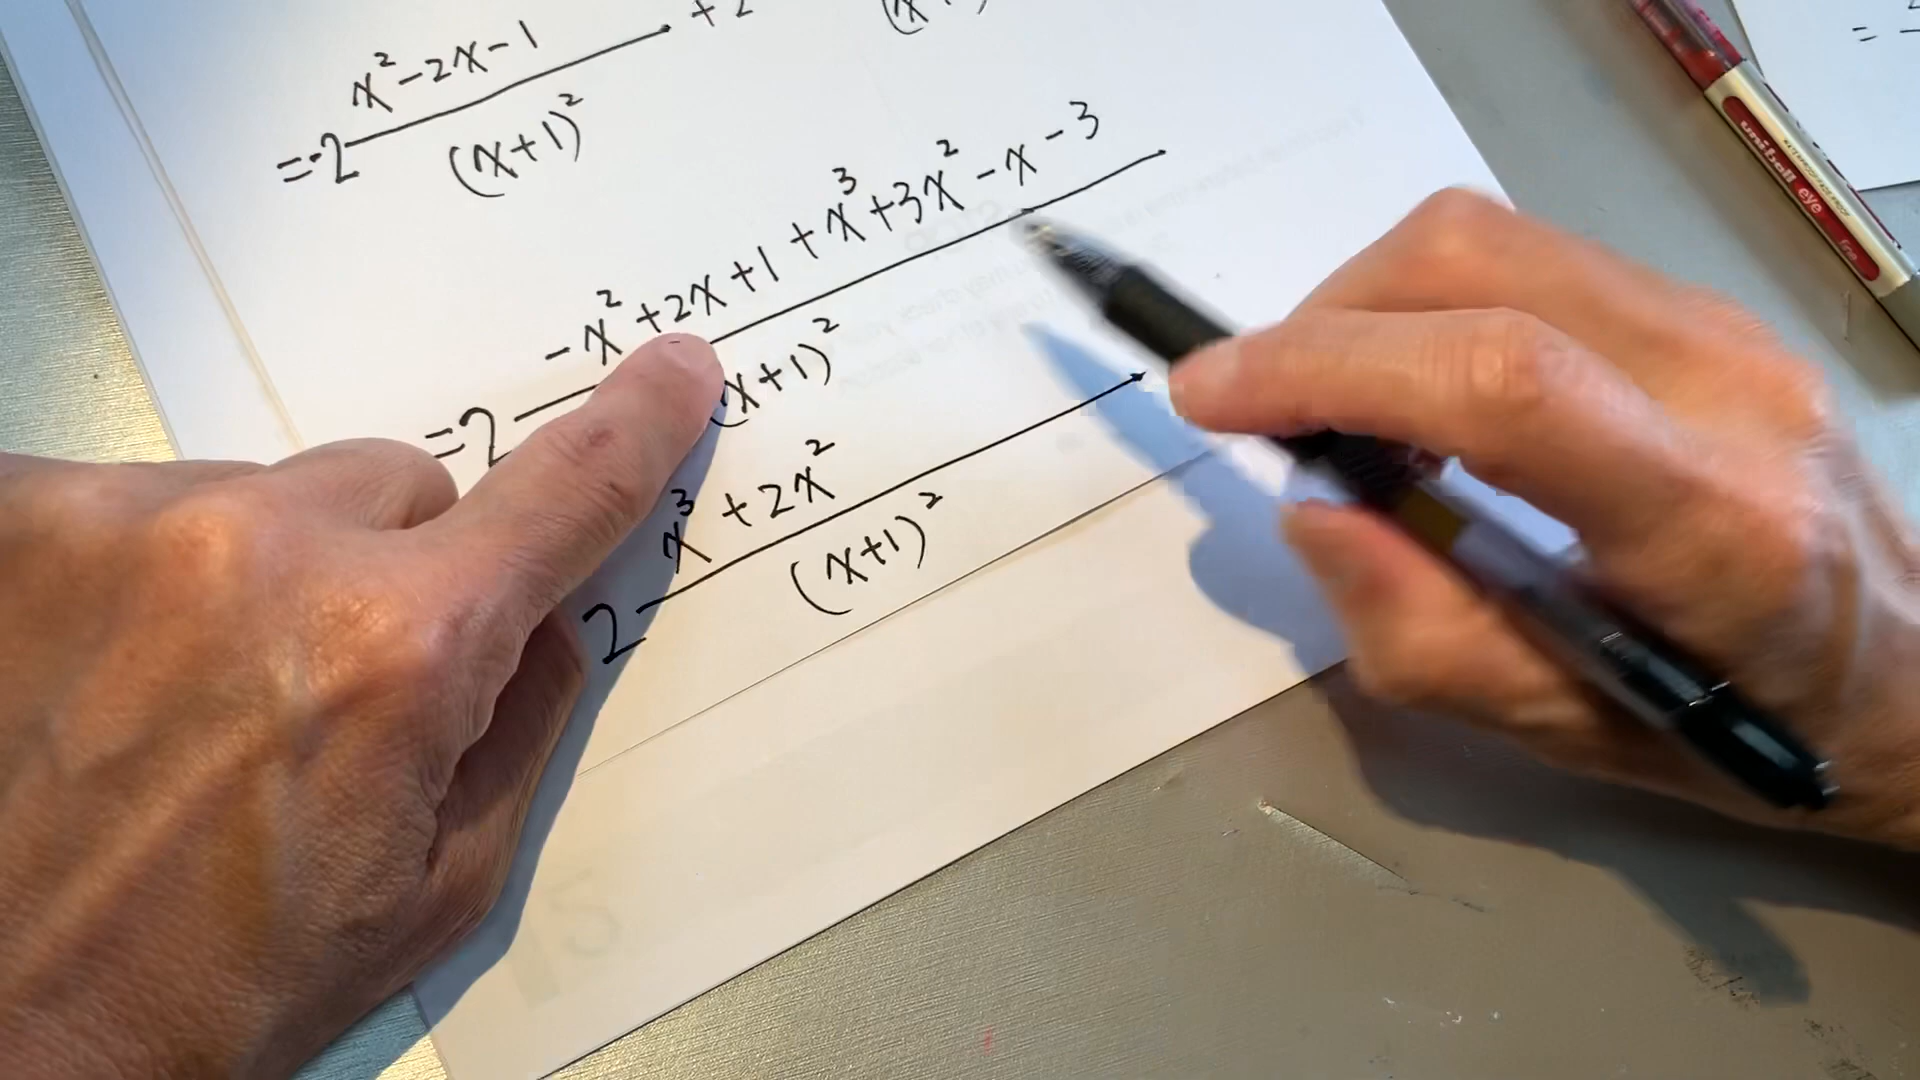 +2
x²-2x-1
=-2 (x+1)²
-x²+2x+1+x³+3x²-x-3
=2 (x+1)²
x³+2x²
2 (x+1)²
uni-ball eye
fine
=